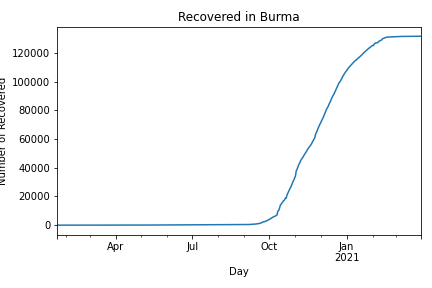 Recovered in Burma
Number of Recovered
120000
100000
80000
60000
40000
20000
0
Apr
Jul
Oct
Jan
2021
Day